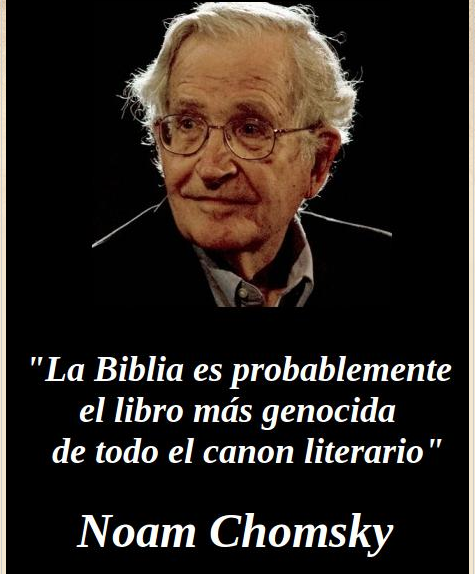 "La Biblia es probablemente
el libro más genocida
de todo el canon literario"
Noam Chomsky